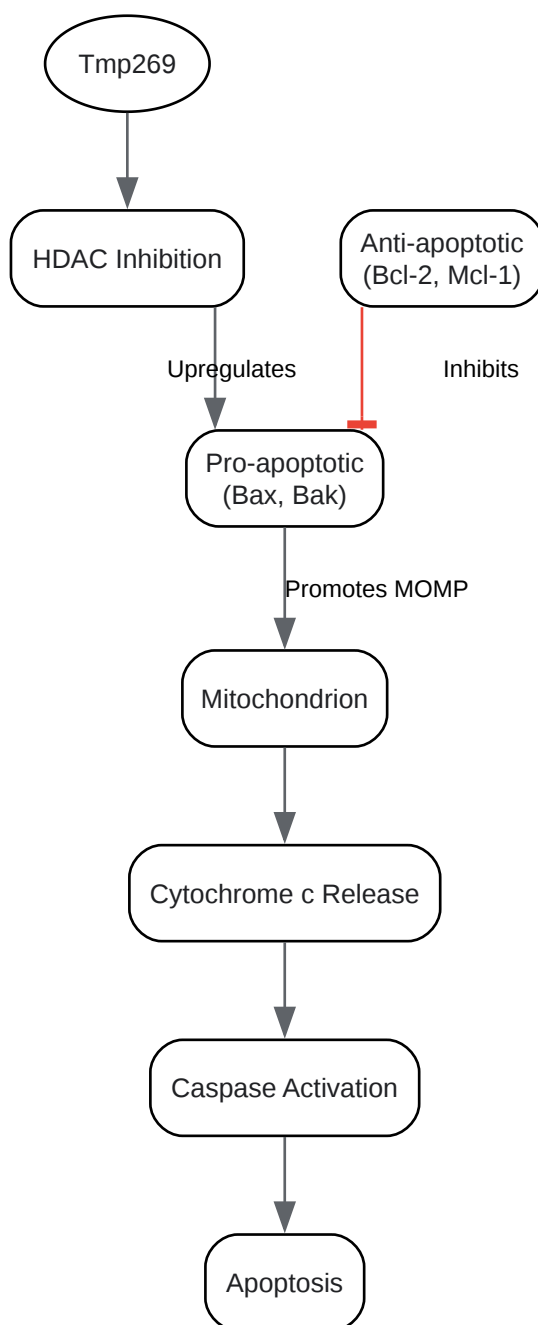 Tmp269
HDAC Inhibition
Anti-apoptotic
(Bcl-2, Mcl-1)
Upregulates
Inhibits
Pro-apoptotic
(Bax, Bak)
Promotes MOMP
Mitochondrion
Cytochrome c Release
Caspase Activation
Apoptosis